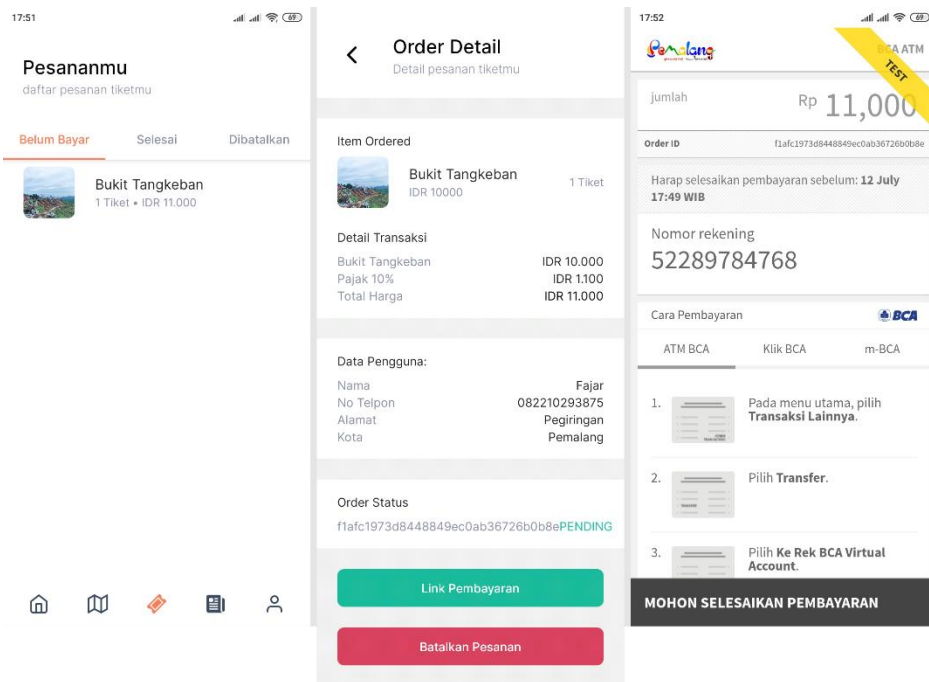 17:51
69
Pesananmu
daftar pesanan tiketmu
Belum Bayar Selesai Dibatalkan
Bukit Tangkeban
1 Tiket • IDR 11.000
Order Detail
Detail pesanan tiketmu
Item Ordered
Bukit Tangkeban
IDR 10000
1 Tiket
Detail Transaksi
Bukit Tangkeban IDR 10.000
Pajak 10% IDR 1.100
Total Harga IDR 11.000
Data Pengguna:
Nama Fajar
No Telpon 082210293875
Alamat Pegiringan
Kota Pemalang
Order Status
f1afc1973d8448849ec0ab36726b0b8ePENDING
Link Pembayaran
Batalkan Pesanan
17:52
69
Pemalang
BCA ATM
TEST
jumlah Rp 11,000
Order ID f1afc1973d8448849ec0ab36726b0b8e
Harap selesaikan pembayaran sebelum: 12 July
17:49 WIB
Nomor rekening
52289784768
Cara Pembayaran BCA
ATM BCA Klik BCA m-BCA
1. Pada menu utama, pilih
Transaksi Lainnya.
2. Pilih Transfer.
3. Pilih Ke Rek BCA Virtual
Account.
MOHON SELESAIKAN PEMBAYARAN